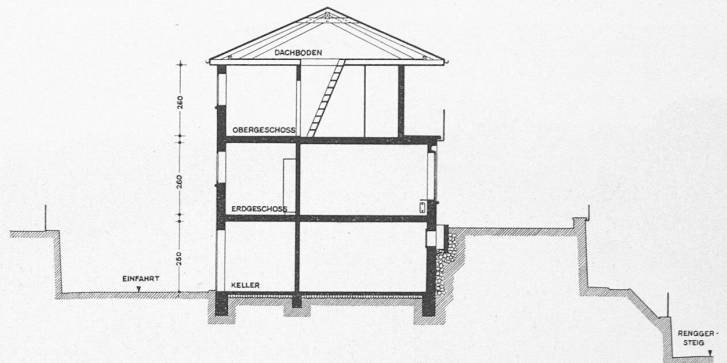 DACHBODEN
260
OBERGESCHOSS
260
ERDGESCHOSS
250
EINFAHRT
KELLER
RENGGER-
STEIG